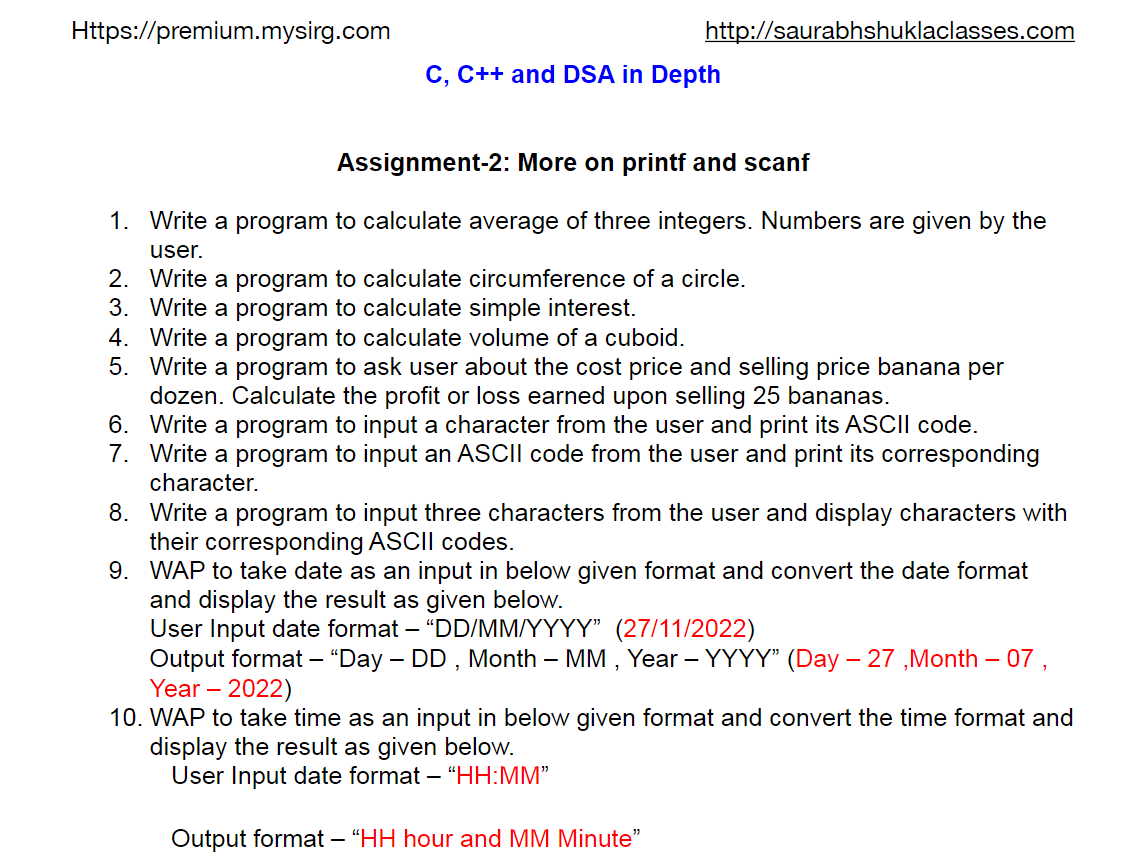 Https://premium.mysirg.com http://saurabhshuklaclasses.com
C, C++ and DSA in Depth
Assignment-2: More on printf and scanf
1. Write a program to calculate average of three integers. Numbers are given by the
user.
2. Write a program to calculate circumference of a circle.
3. Write a program to calculate simple interest.
4. Write a program to calculate volume of a cuboid.
5. Write a program to ask user about the cost price and selling price banana per
dozen. Calculate the profit or loss earned upon selling 25 bananas.
6. Write a program to input a character from the user and print its ASCII code.
7. Write a program to input an ASCII code from the user and print its corresponding
character.
8. Write a program to input three characters from the user and display characters with
their corresponding ASCII codes.
9. WAP to take date as an input in below given format and convert the date format
and display the result as given below.
User Input date format – “DD/MM/YYYY” (27/11/2022)
Output format – “Day – DD , Month – MM , Year – YYYY” (Day – 27 ,Month – 07 ,
Year – 2022)
10. WAP to take time as an input in below given format and convert the time format and
display the result as given below.
User Input date format – “HH:MM”
Output format – “HH hour and MM Minute”